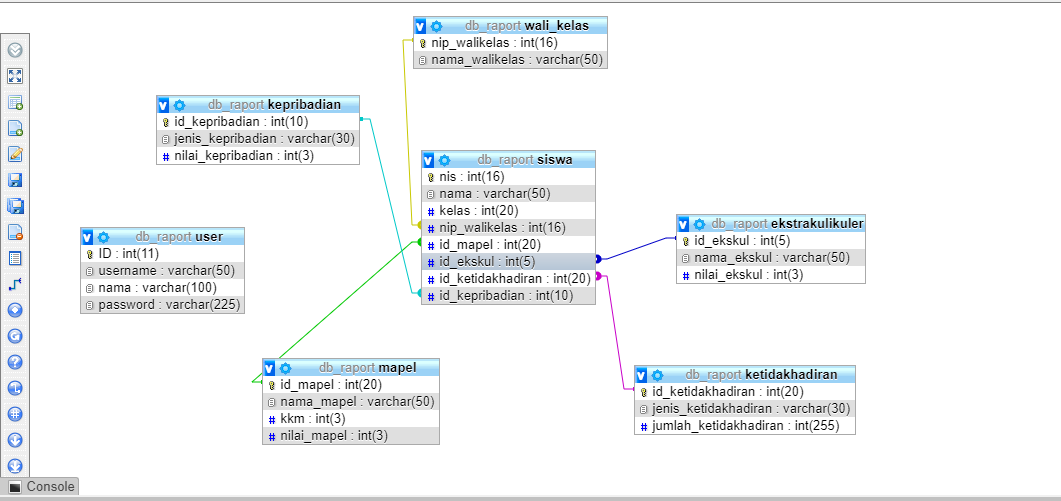 db_raport wali_kelas
nip_walikelas : int(16)
nama_walikelas : varchar(50)
db_raport kepribadian
id_kepribadian : int(10)
jenis_kepribadian : varchar(30)
# nilai_kepribadian : int(3)
db_raport siswa
nis : int(16)
nama : varchar(50)
# kelas : int(20)
# nip_walikelas : int(16)
# id_mapel : int(20)
# id_ekskul : int(5)
# id_ketidakhadiran : int(20)
# id_kepribadian : int(10)
db_raport ekstrakulikuler
id_ekskul : int(5)
nama_ekskul : varchar(50)
# nilai_ekskul : int(3)
db_raport user
ID : int(11)
username : varchar(50)
nama : varchar(100)
password : varchar(225)
db_raport mapel
id_mapel : int(20)
nama_mapel : varchar(50)
# kkm : int(3)
# nilai_mapel : int(3)
db_raport ketidakhadiran
id_ketidakhadiran : int(20)
jenis_ketidakhadiran : varchar(30)
# jumlah_ketidakhadiran : int(255)
Console